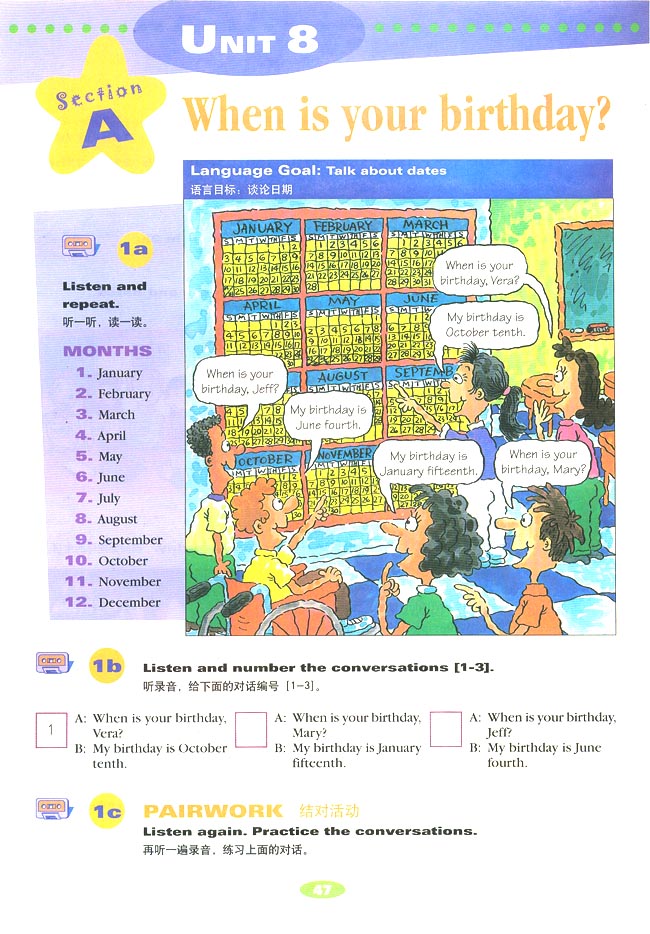 UNIT 8
Section
A
When is your birthday?
Language Goal: Talk about dates
语言目标：谈论日期
1a
Listen and
repeat.
听一听，读一读。
MONTHS
1. January
2. February
3. March
4. April
5. May
6. June
7. July
8. August
9. September
10. October
11. November
12. December
JANUARY
FEBRUARY
MARCH
APRIL
MAY
JUNE
AUGUST
SEPTEMB
OCTOBER
NOVEMBER
When is your
birthday, Vera?
My birthday is
October tenth.
When is your
birthday, Jeff?
My birthday is
June fourth.
My birthday is
January fifteenth.
When is your
birthday, Mary?
1b
Listen and number the conversations [1-3].
听录音，给下面的对话编号 [1-3]。
1
A: When is your birthday,
Vera?
B: My birthday is October
tenth.
A: When is your birthday,
Mary?
B: My birthday is January
fifteenth.
A: When is your birthday,
Jeff?
B: My birthday is June
fourth.
1c
PAIRWORK 结对活动
Listen again. Practice the conversations.
再听一遍录音，练习上面的对话。
47